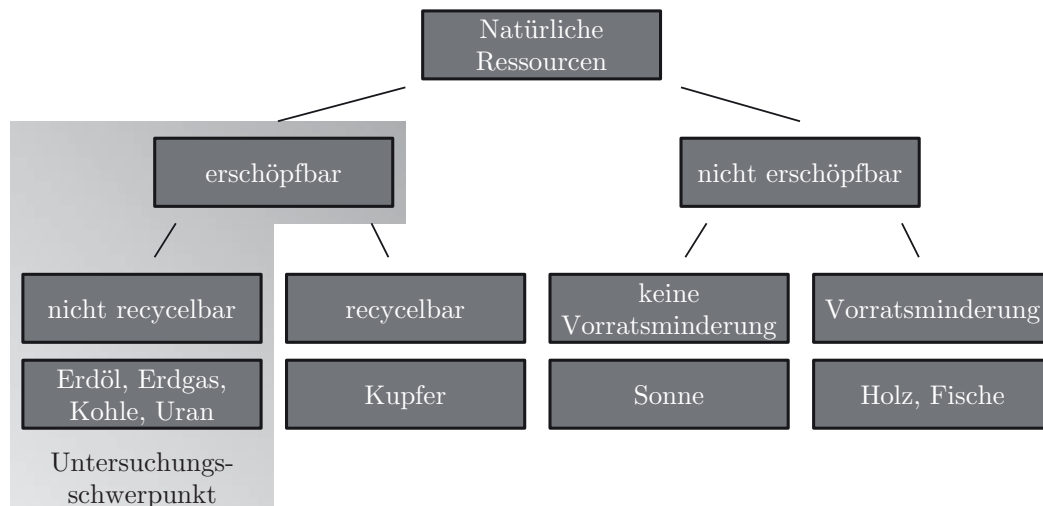 Natürliche
Ressourcen
erschöpfbar
nicht erschöpfbar
nicht recycelbar
recycelbar
keine
Vorratsminderung
Vorratsminderung
Erdöl, Erdgas,
Kohle, Uran
Kupfer
Sonne
Holz, Fische
Untersuchungs-
schwerpunkt